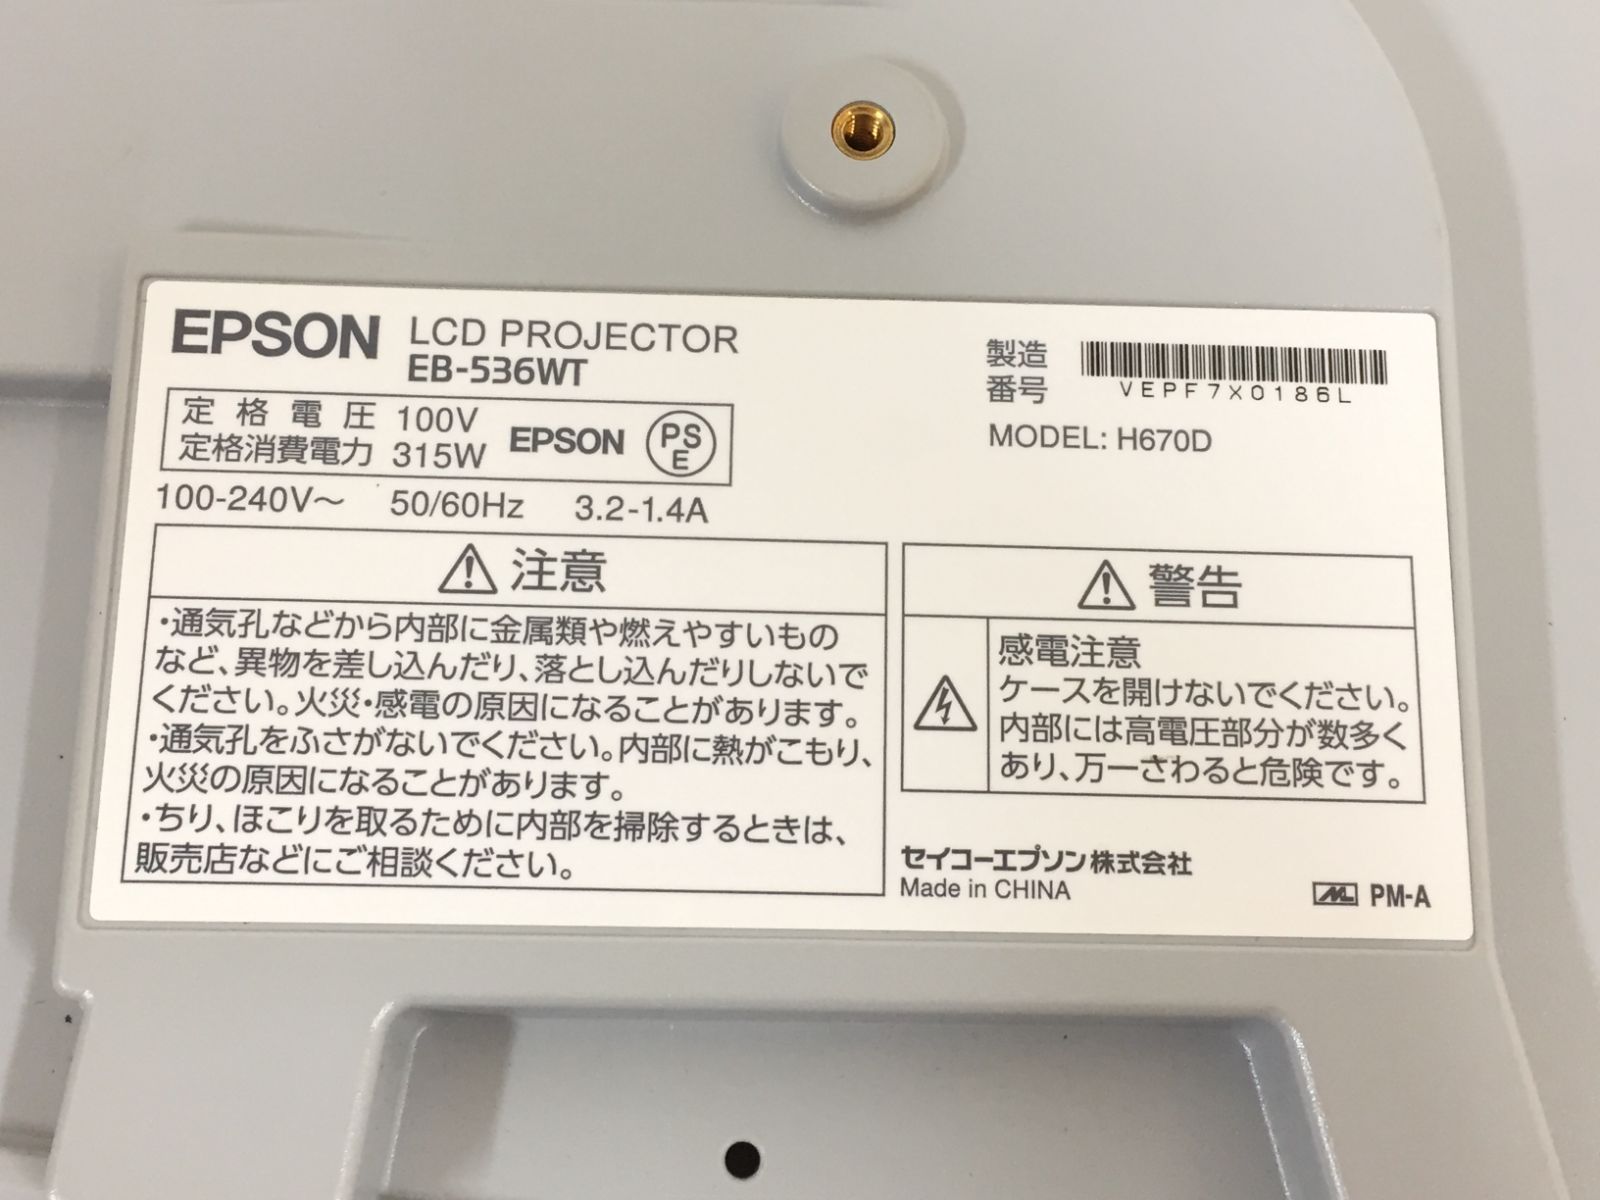 EPSON LCD PROJECTOR
EB-536WT
製造
番号
VEPF7X0186L
MODEL: H670D
定格電圧 100V
定格消費電力 315W
EPSON
PS
E
100-240V～ 50/60Hz 3.2-1.4A
注意
・通気孔などから内部に金属類や燃えやすいもの
など、異物を差し込んだり、落とし込んだりしないで
ください。火災・感電の原因になることがあります。
・通気孔をふさがないでください。内部に熱がこもり、
火災の原因になることがあります。
・ちり、ほこりを取るために内部を掃除するときは、
販売店などにご相談ください。
警告
感電注意
ケースを開けないでください。
内部には高電圧部分が数多く
あり、万一さわると危険です。
セイコーエプソン株式会社
Made in CHINA
PM-A